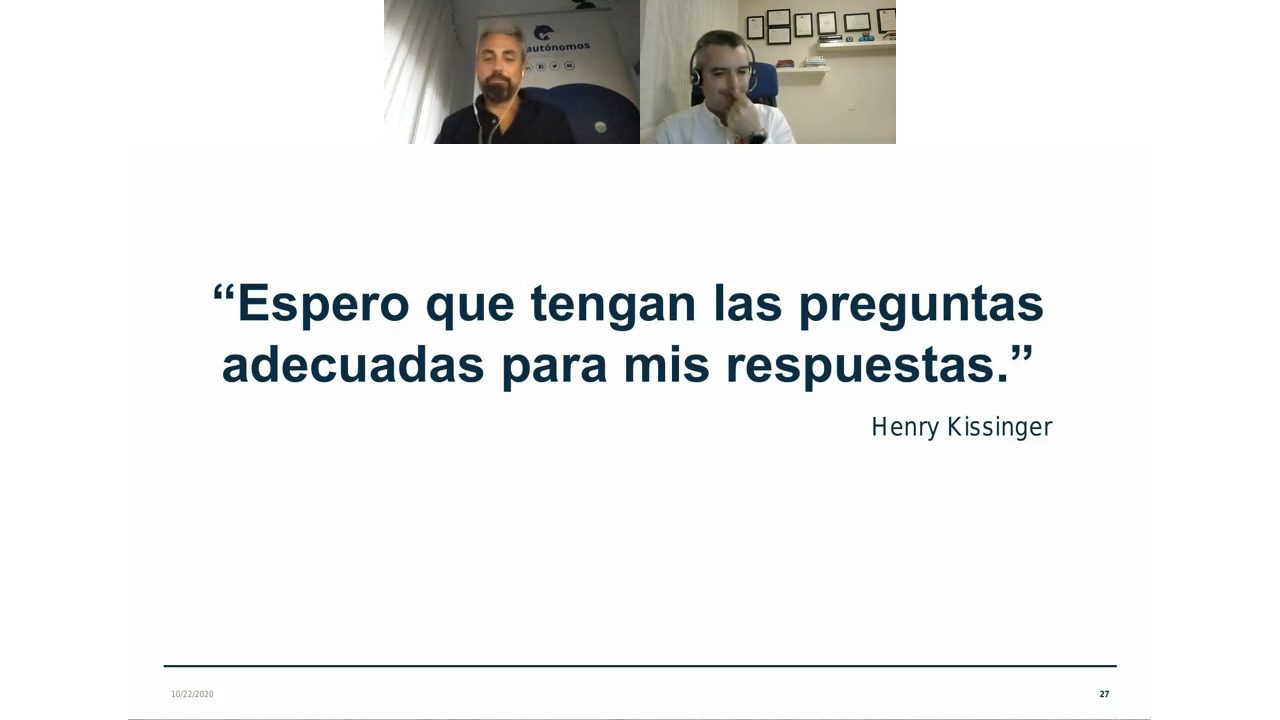 autónomos
“Espero que tengan las preguntas
adecuadas para mis respuestas.”
Henry Kissinger
10/22/2020
27